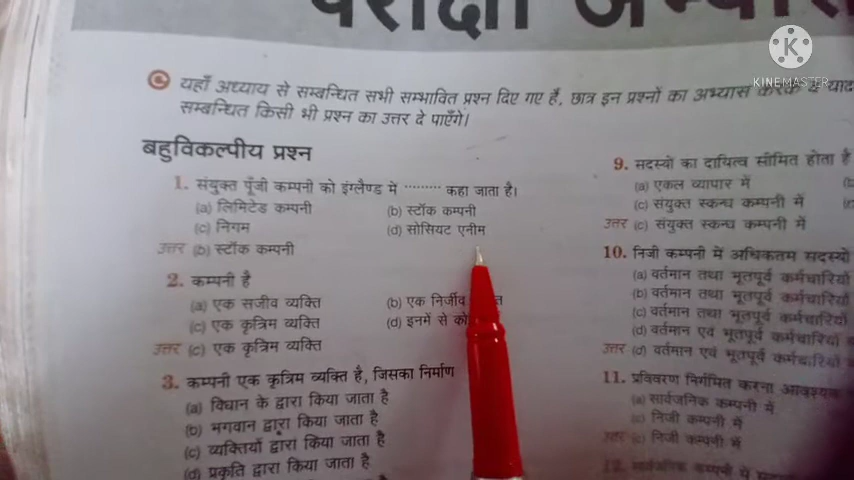 परीक्षा अभ्यास
KINEMASTER
यहाँ अध्याय से सम्बन्धित सभी सम्भावित प्रश्न दिए गए हैं, छात्र इन प्रश्नों का अभ्यास करके
सम्बन्धित किसी भी प्रश्न का उत्तर दे पाएँगे।
बहुविकल्पीय प्रश्न
1. संयुक्त पूँजी कम्पनी को इंग्लैण्ड में ········· कहा जाता है।
(a) लिमिटेड कम्पनी (b) स्टॉक कम्पनी
(c) निगम (d) सोसियट एनीम
उत्तर (b) स्टॉक कम्पनी
2. कम्पनी है
(a) एक सजीव व्यक्ति (b) एक निर्जीव
(c) एक कृत्रिम व्यक्ति (d) इनमें से
उत्तर (c) एक कृत्रिम व्यक्ति
3. कम्पनी एक कृत्रिम व्यक्ति है, जिसका निर्माण
(a) विधान के द्वारा किया जाता है
(b) भगवान द्वारा किया जाता है
(c) व्यक्तियों द्वारा किया जाता है
(d) प्रकृति द्वारा किया जाता है
9. सदस्यों का दायित्व सीमित होता है
(a) एकल व्यापार में
(c) संयुक्त स्कन्ध कम्पनी में
उत्तर (c) संयुक्त स्कन्ध कम्पनी में
10. निजी कम्पनी में अधिकतम सदस्यों
(a) वर्तमान तथा भूतपूर्व कर्मचारियों
(b) वर्तमान तथा भूतपूर्व कर्मचारियों
(c) वर्तमान तथा भूतपूर्व कर्मचारियों
(d) वर्तमान एवं भूतपूर्व कर्मचारियों
उत्तर (d) वर्तमान एवं भूतपूर्व कर्मचारियों
11. प्रविवरण निर्गमित करना आवश्यक
(a) सार्वजनिक कम्पनी में
(c) निजी कम्पनी में
उत्तर (c) निजी कम्पनी में